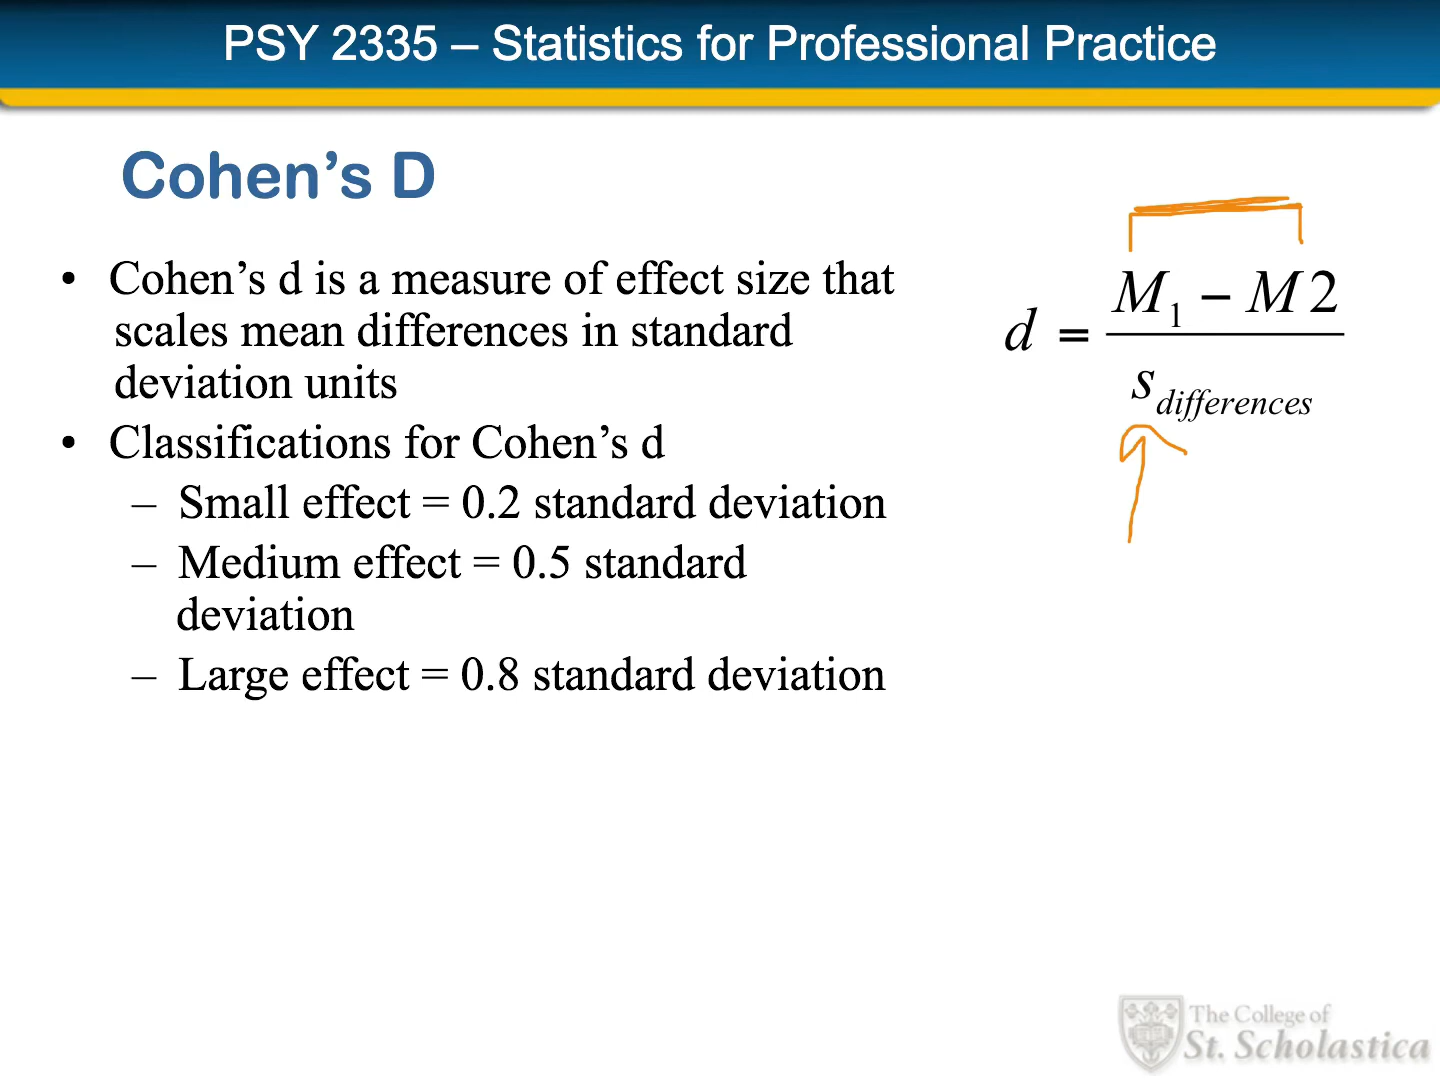 PSY 2335 – Statistics for Professional Practice
Cohen’s D
• Cohen’s d is a measure of effect size that
scales mean differences in standard
deviation units
• Classifications for Cohen’s d
– Small effect = 0.2 standard deviation
– Medium effect = 0.5 standard
deviation
– Large effect = 0.8 standard deviation
M₁ − M2
d =
s differences
The College of
St. Scholastica